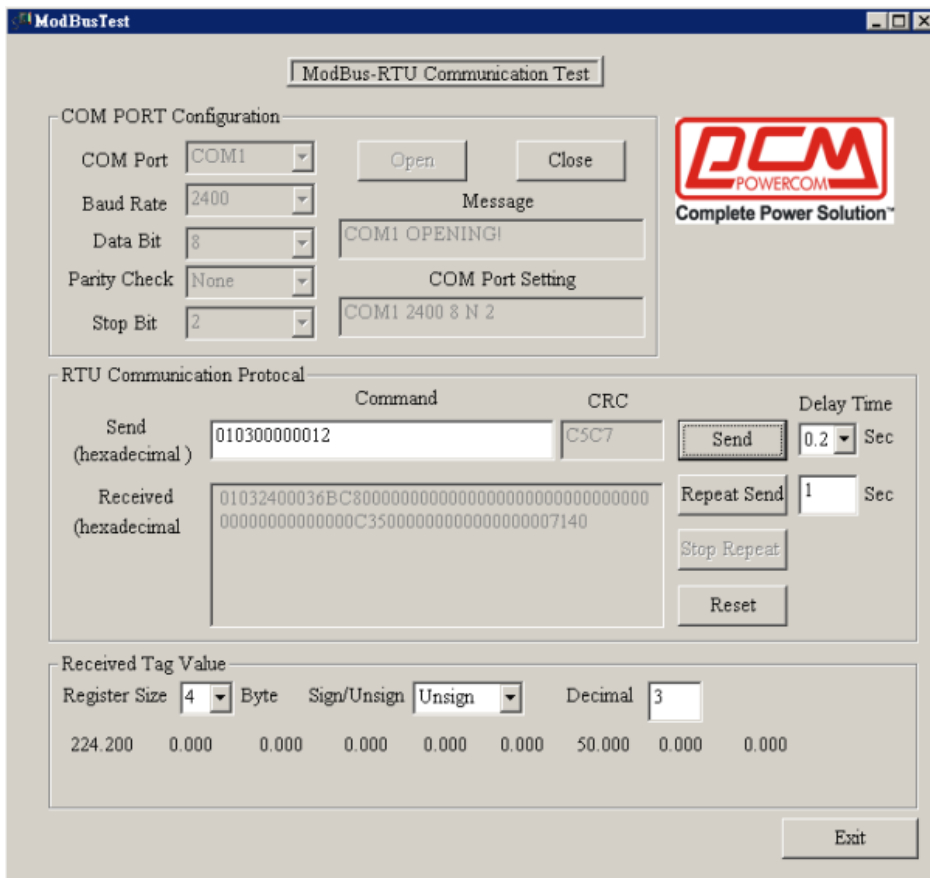 ModBusTest
ModBus-RTU Communication Test
COM PORT Configuration
COM Port COM1 Open Close
Baud Rate 2400 Message
Data Bit 8 COM1 OPENING!
Parity Check None COM Port Setting
Stop Bit 2 COM1 2400 8 N 2
PCM
POWERCOM
Complete Power Solution™
RTU Communication Protocal
Command CRC Delay Time
Send 010300000012 C5C7 Send 0.2 Sec
(hexadecimal )
Received 01032400036BC8000000000000000000000000000000 Repeat Send 1 Sec
(hexadecimal 00000000000000C35000000000000000007140
Stop Repeat
Reset
Received Tag Value
Register Size 4 Byte Sign/Unsign Unsign Decimal 3
224.200 0.000 0.000 0.000 0.000 0.000 50.000 0.000 0.000
Exit